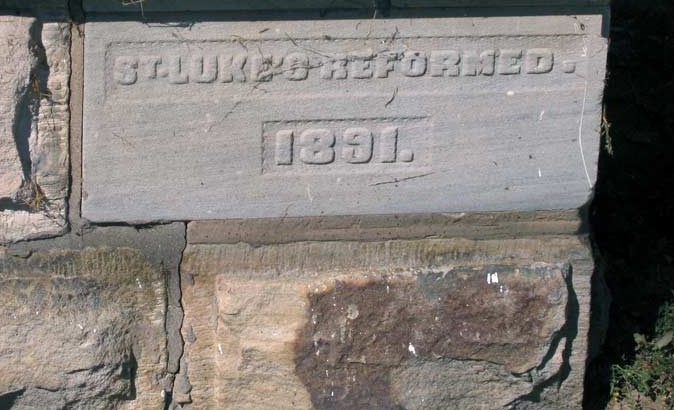 ST. LUKE'S REFORMED.
1891.